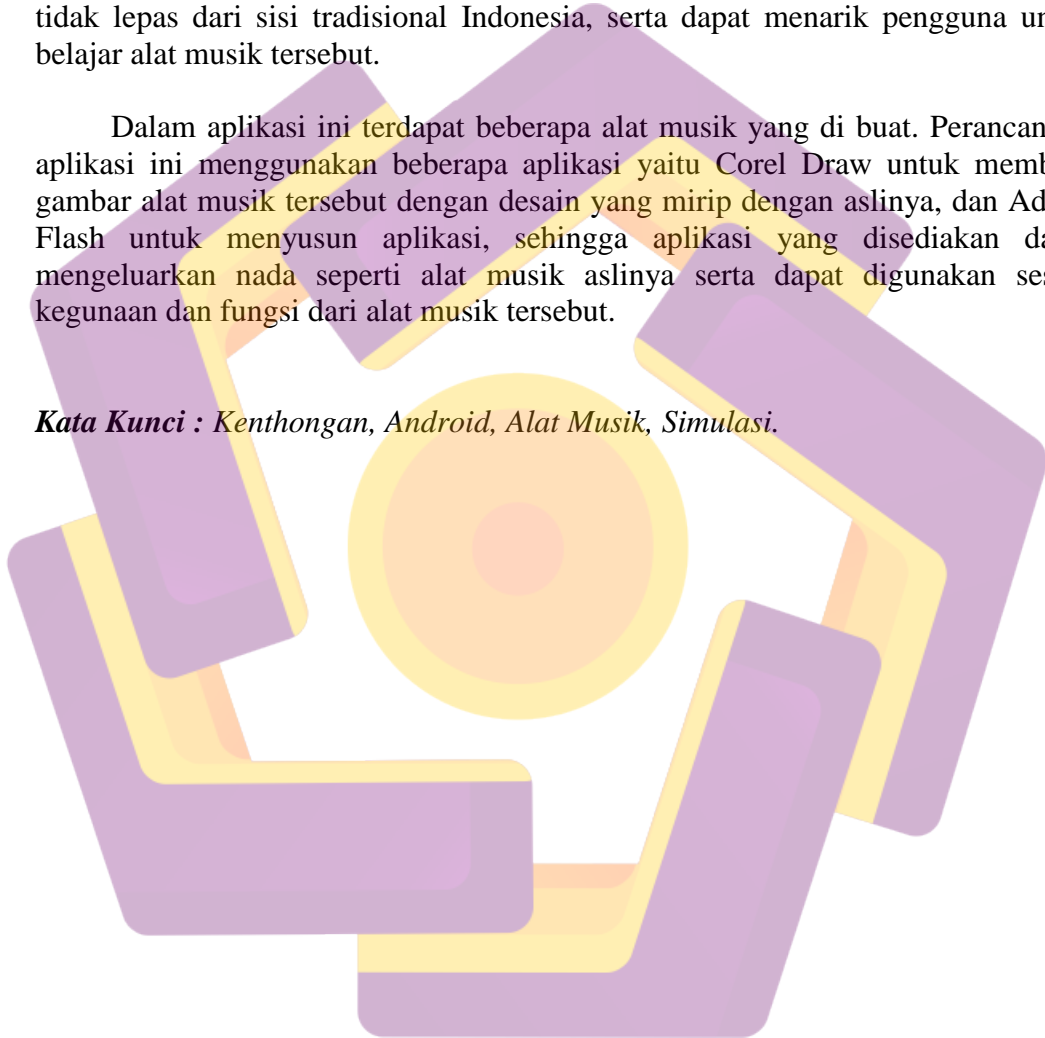 tidak lepas dari sisi tradisional Indonesia, serta dapat menarik pengguna un
belajar alat musik tersebut.
Dalam aplikasi ini terdapat beberapa alat musik yang di buat. Perancan
aplikasi ini menggunakan beberapa aplikasi yaitu Corel Draw untuk memb
gambar alat musik tersebut dengan desain yang mirip dengan aslinya, dan Ad
Flash untuk menyusun aplikasi, sehingga aplikasi yang disediakan da
mengeluarkan nada seperti alat musik aslinya serta dapat digunakan ses
kegunaan dan fungsi dari alat musik tersebut.
Kata Kunci : Kenthongan, Android, Alat Musik, Simulasi.